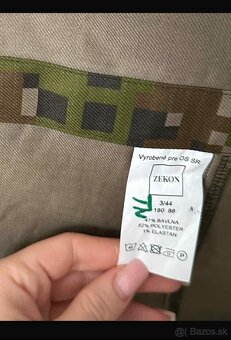 Vyrobené pre OS SR
ZEKON
3/44
180 88
47% BAVLNA
52% POLYESTER
1% ELASTAN
P
Bazos.sk